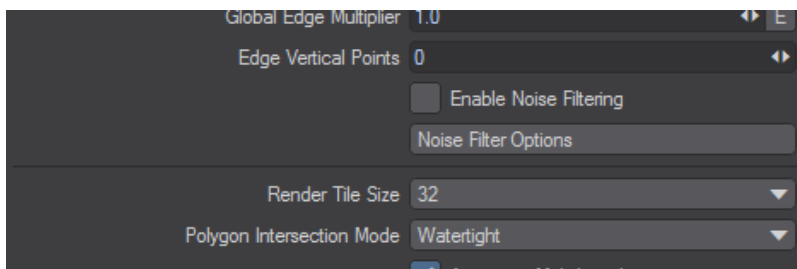 Global Edge Multiplier 1.0 E
Edge Vertical Points 0
Enable Noise Filtering
Noise Filter Options
Render Tile Size 32
Polygon Intersection Mode Watertight